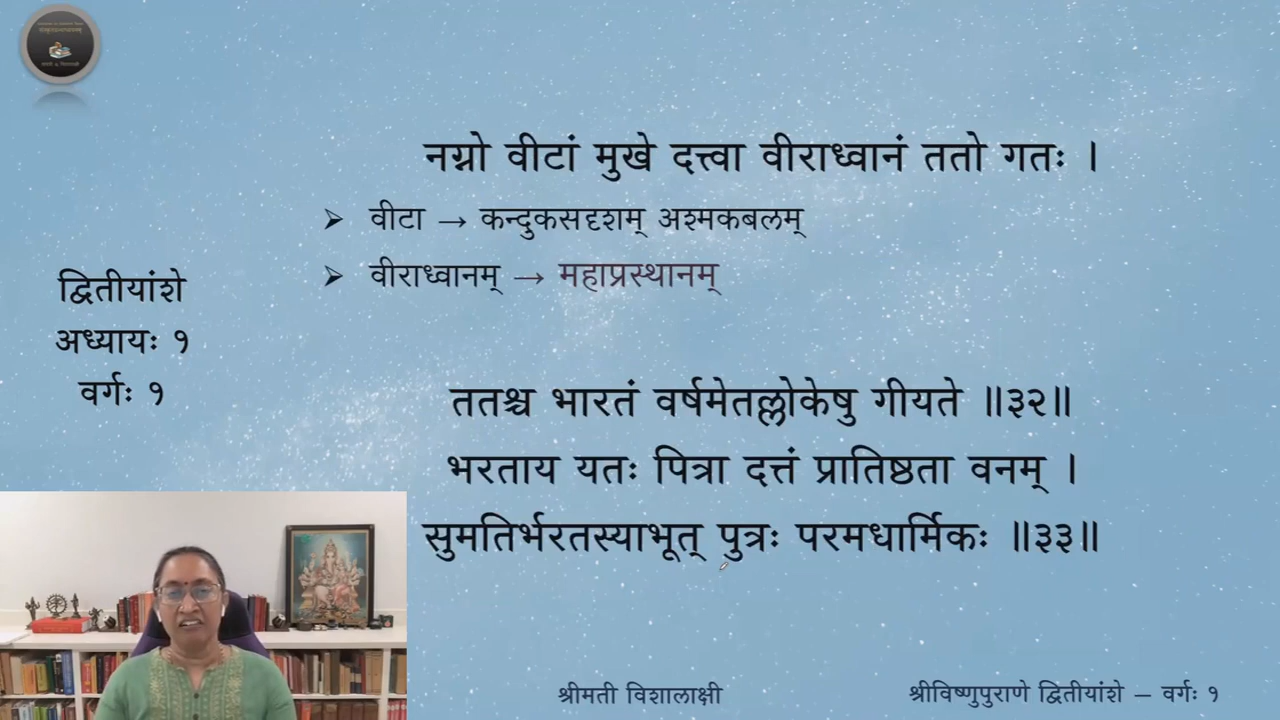 नग्नो वीटां मुखे दत्त्वा वीराध्वानं ततो गतः ।
➢ वीटा → कन्दुकसदृशम् अश्मकबलम्
➢ वीराध्वानम् → महाप्रस्थानम्
द्वितीयांशे
अध्यायः १
वर्गः १
ततश्च भारतं वर्षमेतल्लोकेषु गीयते ॥३२॥
भरताय यतः पित्रा दत्तं प्रातिष्ठता वनम् ।
सुमतिर्भरतस्याभूत् पुत्रः परमधार्मिकः ॥३३॥
श्रीमती विशालाक्षी
श्रीविष्णुपुराणे द्वितीयांशे – वर्गः १